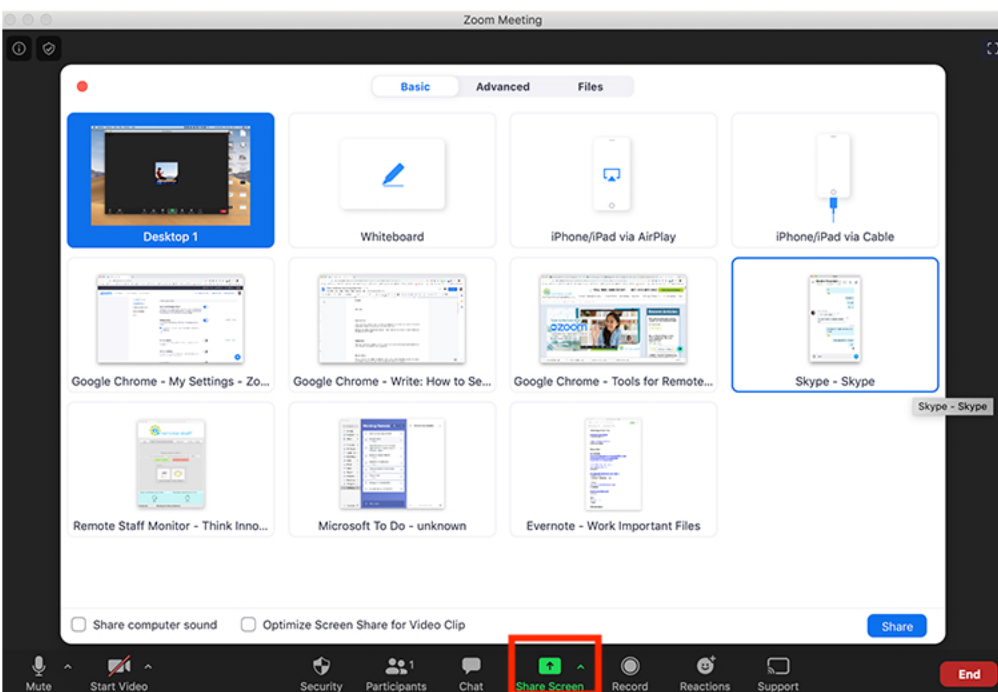 Zoom Meeting
Basic Advanced Files
Desktop 1
Whiteboard
iPhone/iPad via AirPlay
iPhone/iPad via Cable
Google Chrome - My Settings - Zo...
Google Chrome - Write: How to Se...
Google Chrome - Tools for Remote...
zoom
Skype - Skype
Skype - Skype
Remote Staff Monitor - Think Inno...
Microsoft To Do - unknown
Evernote - Work Important Files
Share computer sound
Optimize Screen Share for Video Clip
Share
1
Mute
Start Video
Security
Participants
Chat
Share Screen
Record
Reactions
Support
End